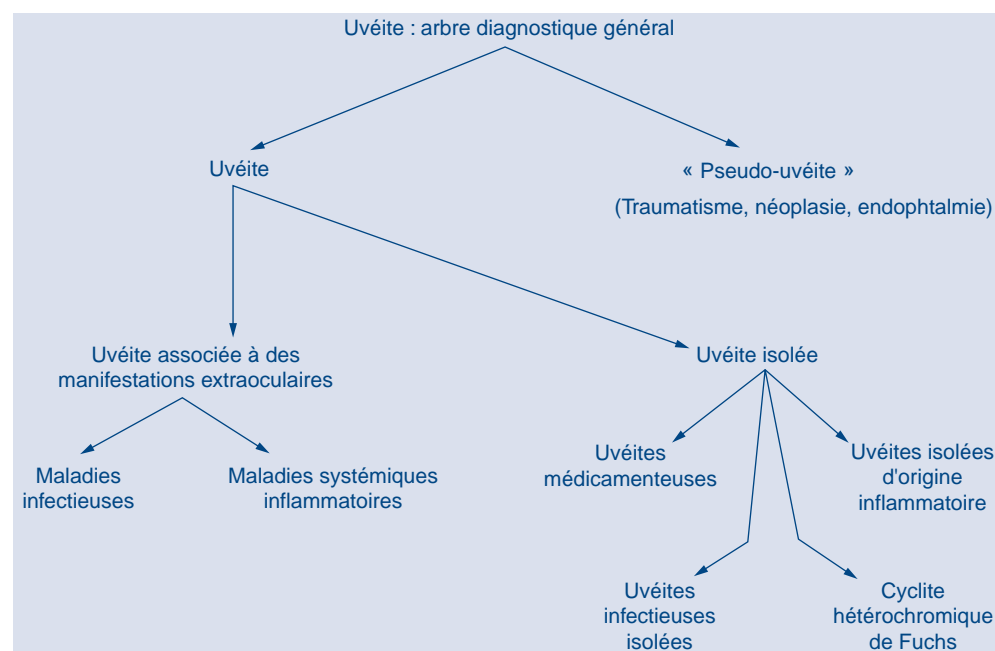 Uvéite : arbre diagnostique général
Uvéite
« Pseudo-uvéite »
(Traumatisme, néoplasie, endophtalmie)
Uvéite associée à des
manifestations extraoculaires
Uvéite isolée
Maladies
infectieuses
Maladies systémiques
inflammatoires
Uvéites
médicamenteuses
Uvéites isolées
d'origine
inflammatoire
Uvéites
infectieuses
isolées
Cyclite
hétérochromique
de Fuchs